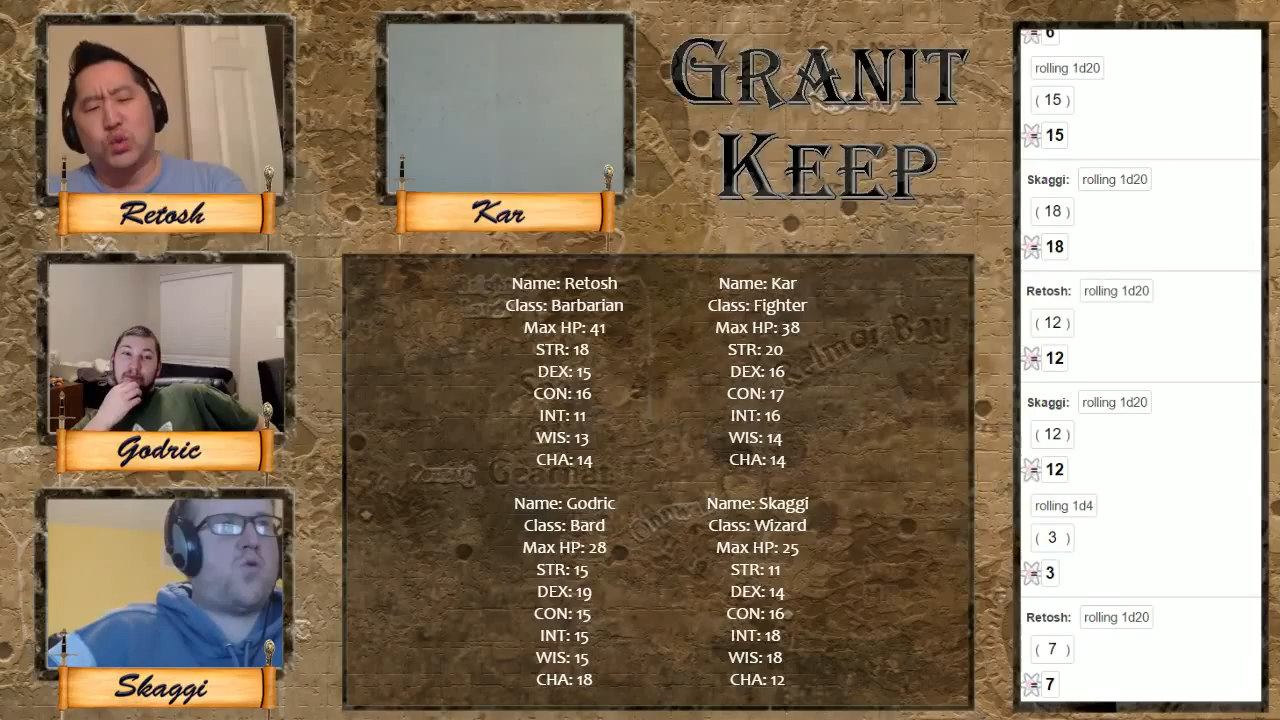 GRANIT
KEEP
Retosh
Kar
Godric
Skaggi
Name: Retosh
Class: Barbarian
Max HP: 41
STR: 18
DEX: 15
CON: 16
INT: 11
WIS: 13
CHA: 14
Name: Kar
Class: Fighter
Max HP: 38
STR: 20
DEX: 16
CON: 17
INT: 16
WIS: 14
CHA: 14
Name: Godric
Class: Bard
Max HP: 28
STR: 15
DEX: 19
CON: 15
INT: 15
WIS: 15
CHA: 18
Name: Skaggi
Class: Wizard
Max HP: 25
STR: 11
DEX: 14
CON: 16
INT: 18
WIS: 18
CHA: 12
= 6
rolling 1d20
( 15 )
= 15
Skaggi: rolling 1d20
( 18 )
= 18
Retosh: rolling 1d20
( 12 )
= 12
Skaggi: rolling 1d20
( 12 )
= 12
rolling 1d4
( 3 )
= 3
Retosh: rolling 1d20
( 7 )
= 7